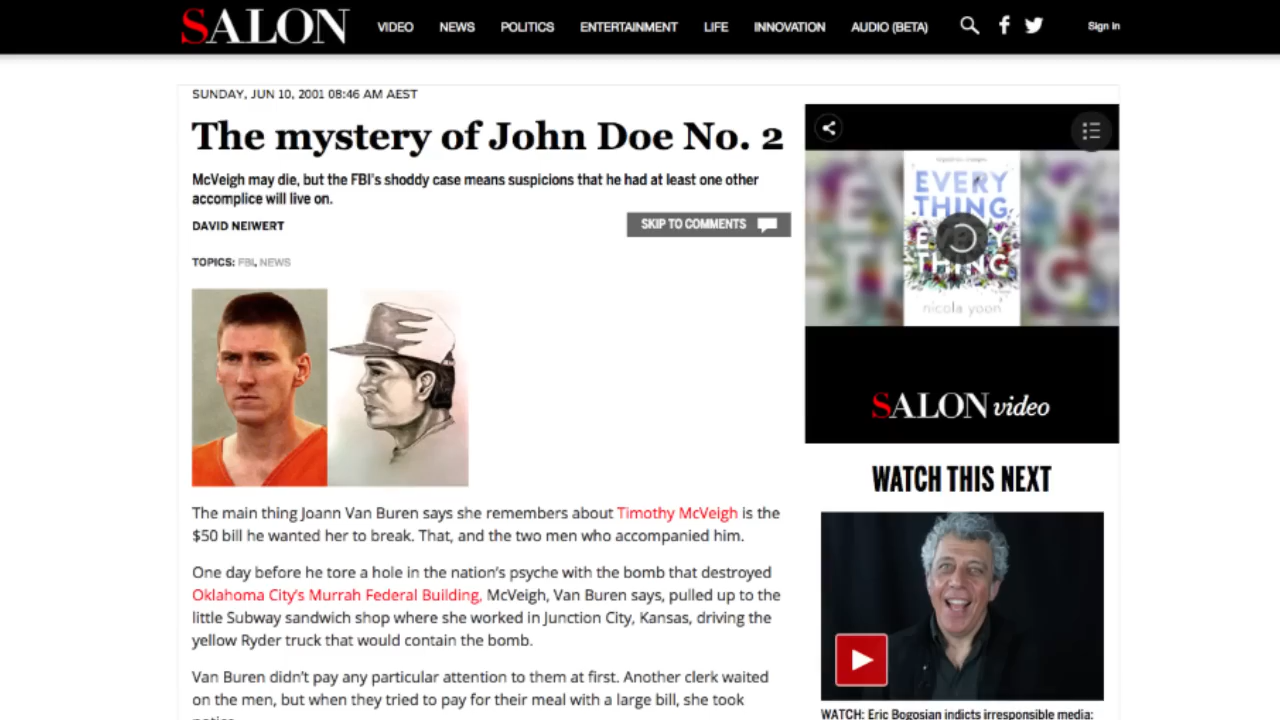 SALON
VIDEO NEWS POLITICS ENTERTAINMENT LIFE INNOVATION AUDIO (BETA) Sign In
SUNDAY, JUN 10, 2001 08:46 AM AEST
The mystery of John Doe No. 2
McVeigh may die, but the FBI's shoddy case means suspicions that he had at least one other
accomplice will live on.
DAVID NEIWERT
SKIP TO COMMENTS
TOPICS: FBI, NEWS
The main thing Joann Van Buren says she remembers about Timothy McVeigh is the
$50 bill he wanted her to break. That, and the two men who accompanied him.
One day before he tore a hole in the nation's psyche with the bomb that destroyed
Oklahoma City's Murrah Federal Building, McVeigh, Van Buren says, pulled up to the
little Subway sandwich shop where she worked in Junction City, Kansas, driving the
yellow Ryder truck that would contain the bomb.
Van Buren didn't pay any particular attention to them at first. Another clerk waited
on the men, but when they tried to pay for their meal with a large bill, she took
EVERY
THING
EVERY
THING
nicola yoon
SALON video
WATCH THIS NEXT
WATCH: Eric Bogosian indicts irresponsible media: